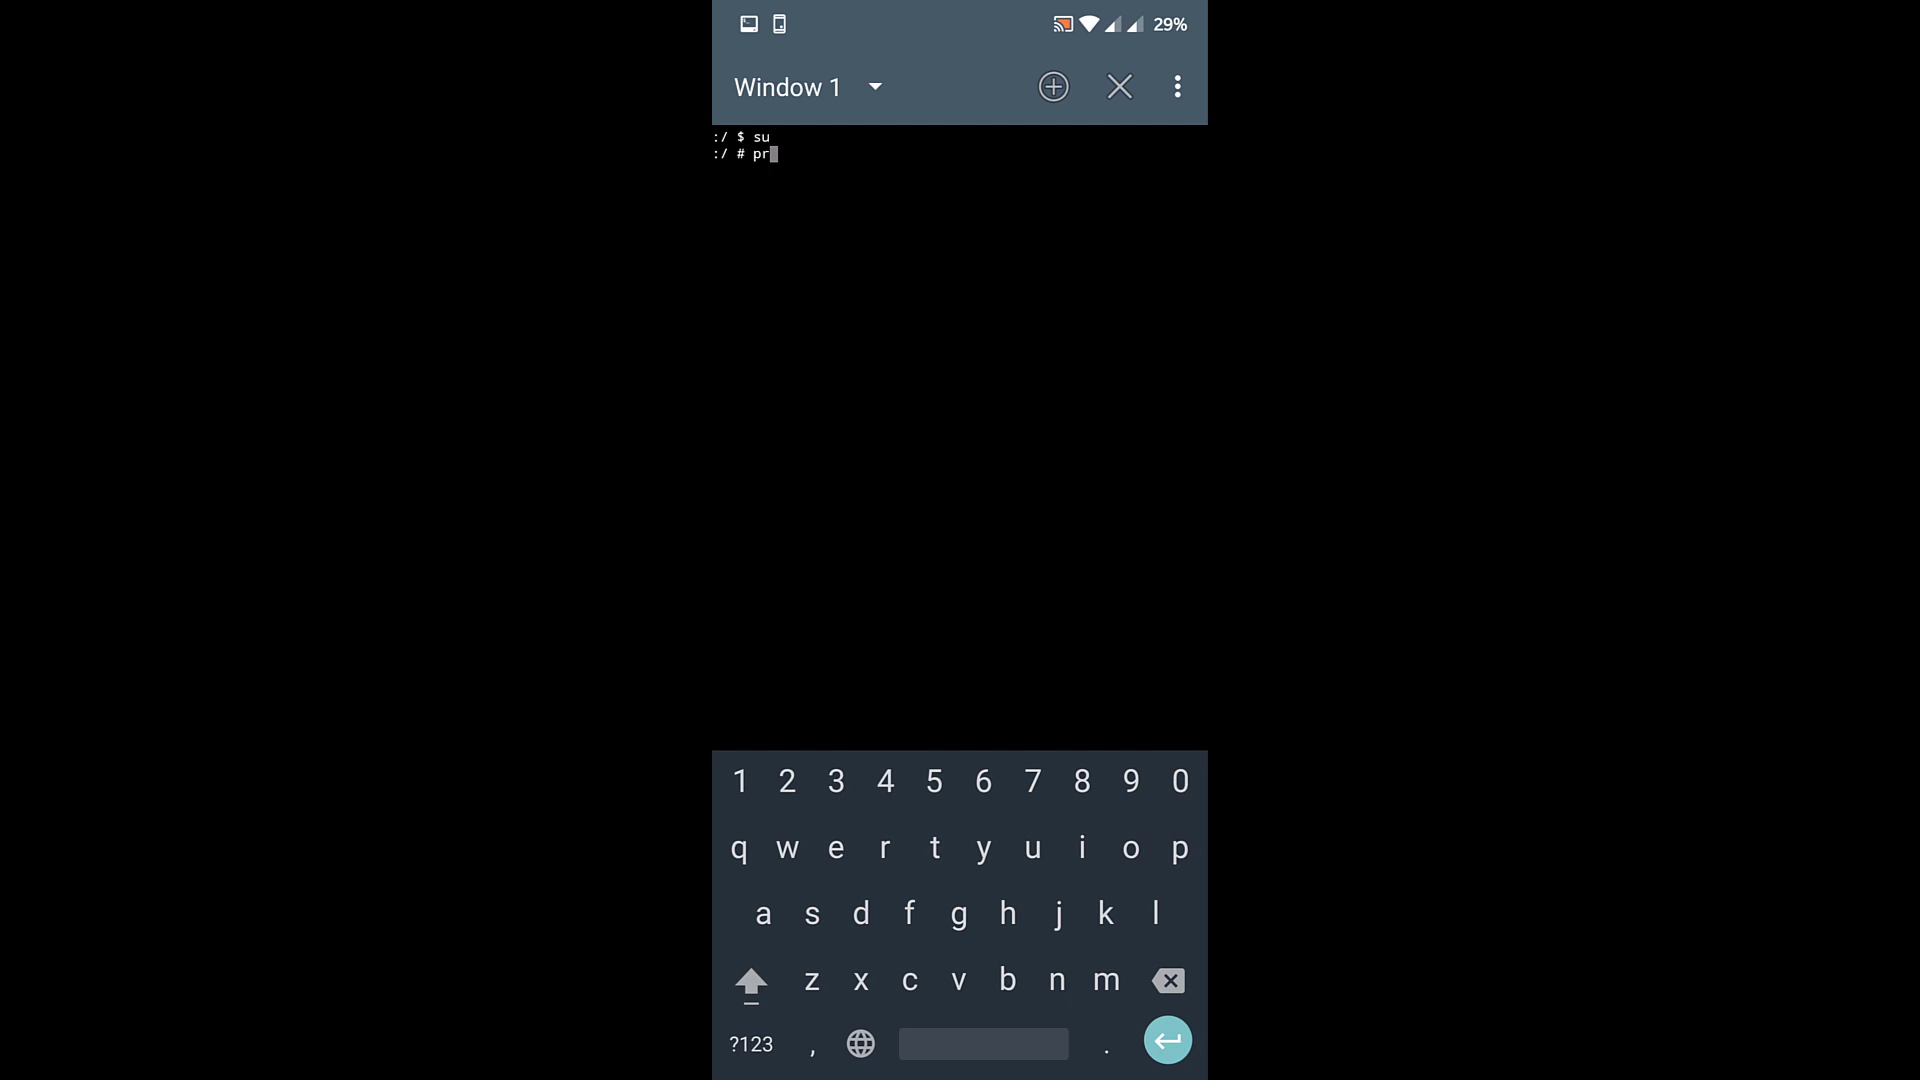 29%
Window 1
:/ $ su
:/ # pr
1 2 3 4 5 6 7 8 9 0
q w e r t y u i o p
a s d f g h j k l
z x c v b n m
?123 , .